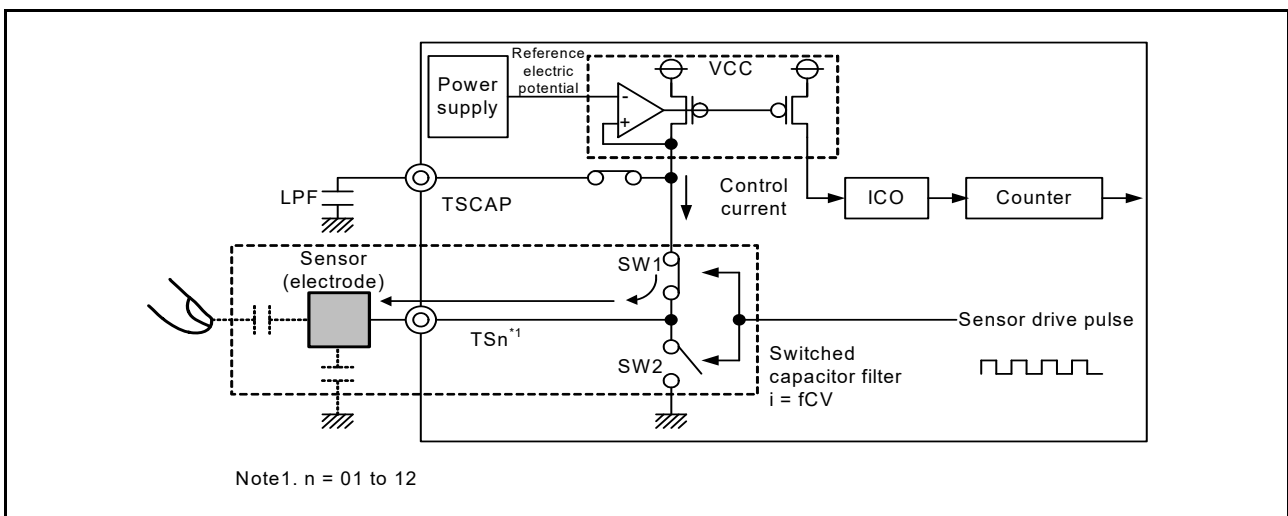 Reference
electric
potential
VCC
Power
supply
-
+
LPF
TSCAP
Control
current
ICO
Counter
Sensor
(electrode)
SW1
TSn*1
SW2
Sensor drive pulse
Switched
capacitor filter
i = fCV
Note1. n = 01 to 12